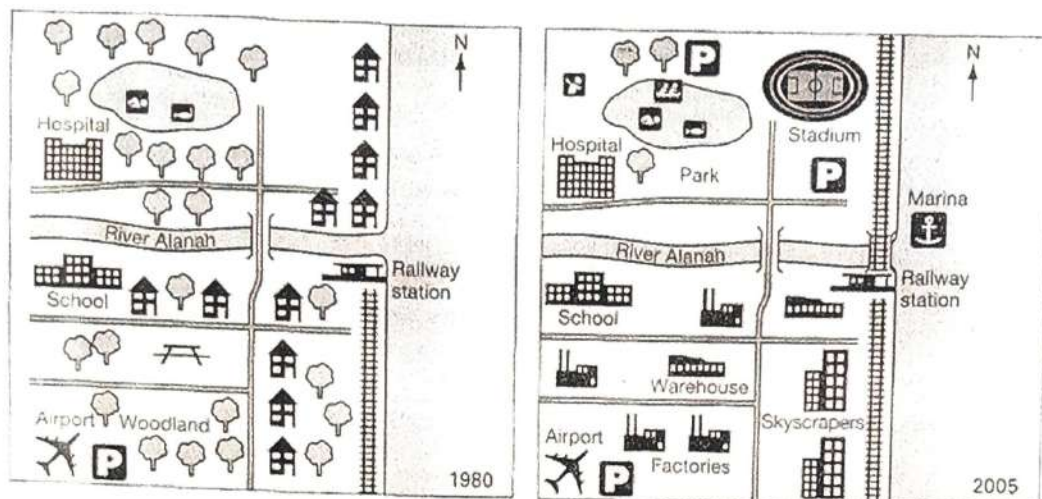 N
Hospital
River Alanah
Railway
station
School
Airport Woodland
P
1980
P
N
Stadium
Hospital
Park
P
Marina
River Alanah
Railway
station
School
Warehouse
Skyscrapers
Airport
Factories
P
2005